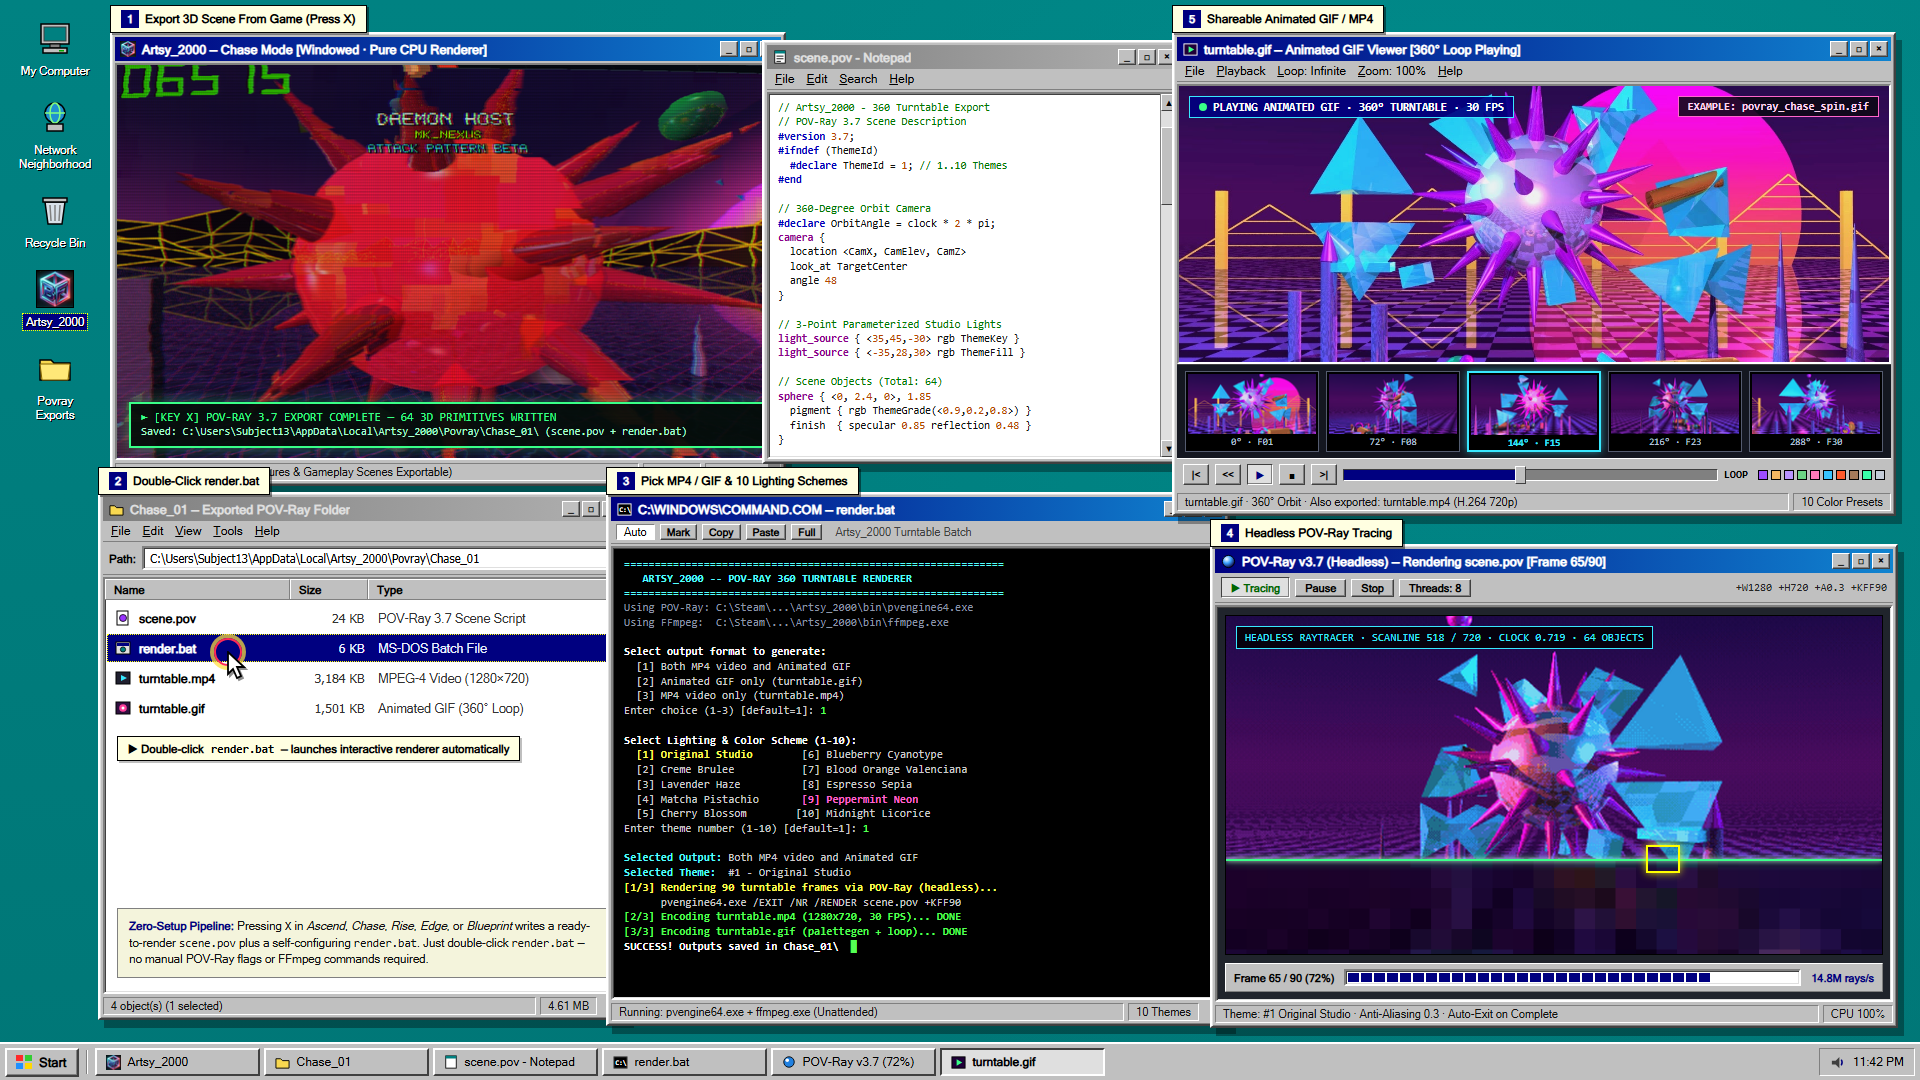 My Computer
Network
Neighborhood
Recycle Bin
Artsy_2000
Povray
Exports
1 Export 3D Scene From Game (Press X)
Artsy_2000 – Chase Mode [Windowed · Pure CPU Renderer]
06515
DAEMON HOST
MK_NEXUS
ATTACK PATTERN BETA
► [KEY X] POV-RAY 3.7 EXPORT COMPLETE — 64 3D PRIMITIVES WRITTEN
Saved: C:\Users\Subject13\AppData\Local\Artsy_2000\Povray\Chase_01\ (scene.pov + render.bat)
ures & Gameplay Scenes Exportable)
scene.pov - Notepad
File Edit Search Help
// Artsy_2000 - 360 Turntable Export
// POV-Ray 3.7 Scene Description
#version 3.7;
#ifndef (ThemeId)
#declare ThemeId = 1; // 1..10 Themes
#end
// 360-Degree Orbit Camera
#declare OrbitAngle = clock * 2 * pi;
camera {
location <CamX, CamElev, CamZ>
look_at TargetCenter
angle 48
}
// 3-Point Parameterized Studio Lights
light_source { <35,45,-30> rgb ThemeKey }
light_source { <-35,28,30> rgb ThemeFill }
// Scene Objects (Total: 64)
sphere { <0, 2.4, 0>, 1.85
pigment { rgb ThemeGrade(<0.9,0.2,0.8>) }
finish { specular 0.85 reflection 0.48 }
}
5 Shareable Animated GIF / MP4
turntable.gif – Animated GIF Viewer [360° Loop Playing]
File Playback Loop: Infinite Zoom: 100% Help
● PLAYING ANIMATED GIF · 360° TURNTABLE · 30 FPS
EXAMPLE: povray_chase_spin.gif
0° · F01
72° · F08
144° · F15
216° · F23
288° · F30
|< << ▶ ■ >| LOOP
turntable.gif · 360° Orbit · Also exported: turntable.mp4 (H.264 720p)
10 Color Presets
2 Double-Click render.bat
Chase_01 – Exported POV-Ray Folder
File Edit View Tools Help
Path: C:\Users\Subject13\AppData\Local\Artsy_2000\Povray\Chase_01
Name Size Type
scene.pov 24 KB POV-Ray 3.7 Scene Script
render.bat 6 KB MS-DOS Batch File
turntable.mp4 3,184 KB MPEG-4 Video (1280×720)
turntable.gif 1,501 KB Animated GIF (360° Loop)
▶ Double-click render.bat – launches interactive renderer automatically
Zero-Setup Pipeline: Pressing X in Ascend, Chase, Rise, Edge, or Blueprint writes a ready-
to-render scene.pov plus a self-configuring render.bat. Just double-click render.bat –
no manual POV-Ray flags or FFmpeg commands required.
4 object(s) (1 selected)
4.61 MB
3 Pick MP4 / GIF & 10 Lighting Schemes
C:\WINDOWS\COMMAND.COM – render.bat
Auto Mark Copy Paste Full Artsy_2000 Turntable Batch
==============================================================
ARTSY_2000 -- POV-RAY 360 TURNTABLE RENDERER
==============================================================
Using POV-Ray: C:\Steam\...\Artsy_2000\bin\pvengine64.exe
Using FFmpeg: C:\Steam\...\Artsy_2000\bin\ffmpeg.exe
Select output format to generate:
[1] Both MP4 video and Animated GIF
[2] Animated GIF only (turntable.gif)
[3] MP4 video only (turntable.mp4)
Enter choice (1-3) [default=1]: 1
Select Lighting & Color Scheme (1-10):
[1] Original Studio [6] Blueberry Cyanotype
[2] Creme Brulee [7] Blood Orange Valenciana
[3] Lavender Haze [8] Espresso Sepia
[4] Matcha Pistachio [9] Peppermint Neon
[5] Cherry Blossom [10] Midnight Licorice
Enter theme number (1-10) [default=1]: 1
Selected Output: Both MP4 video and Animated GIF
Selected Theme: #1 - Original Studio
[1/3] Rendering 90 turntable frames via POV-Ray (headless)...
pvengine64.exe /EXIT /NR /RENDER scene.pov +KFF90
[2/3] Encoding turntable.mp4 (1280x720, 30 FPS)... DONE
[3/3] Encoding turntable.gif (palettegen + loop)... DONE
SUCCESS! Outputs saved in Chase_01\
Running: pvengine64.exe + ffmpeg.exe (Unattended)
10 Themes
4 Headless POV-Ray Tracing
POV-Ray v3.7 (Headless) – Rendering scene.pov [Frame 65/90]
▶ Tracing Pause Stop Threads: 8 +W1280 +H720 +A0.3 +KFF90
HEADLESS RAYTRACER · SCANLINE 518 / 720 · CLOCK 0.719 · 64 OBJECTS
Frame 65 / 90 (72%)
14.8M rays/s
Theme: #1 Original Studio · Anti-Aliasing 0.3 · Auto-Exit on Complete
CPU 100%
Start
Artsy_2000
Chase_01
scene.pov - Notepad
render.bat
POV-Ray v3.7 (72%)
turntable.gif
11:42 PM